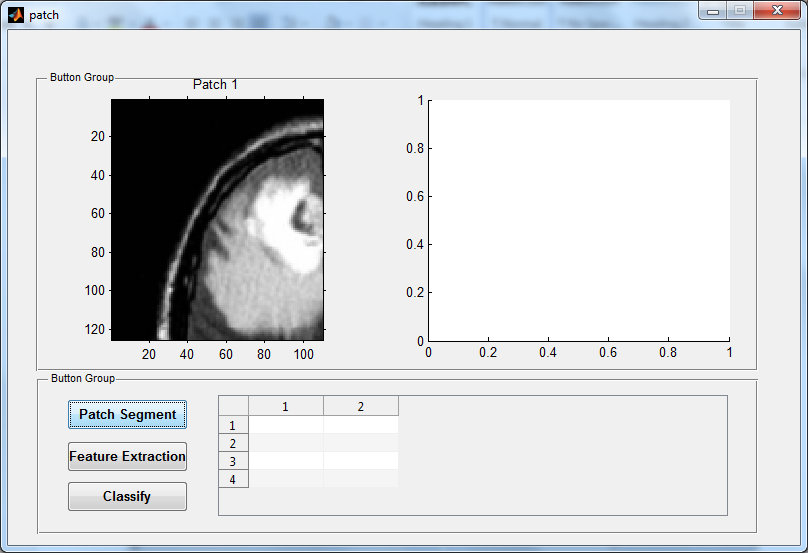 patch
Button Group
Patch 1
20
40
60
80
100
120
20 40 60 80 100
1
0.8
0.6
0.4
0.2
0
0 0.2 0.4 0.6 0.8 1
Button Group
Patch Segment
Feature Extraction
Classify
1 2
1
2
3
4